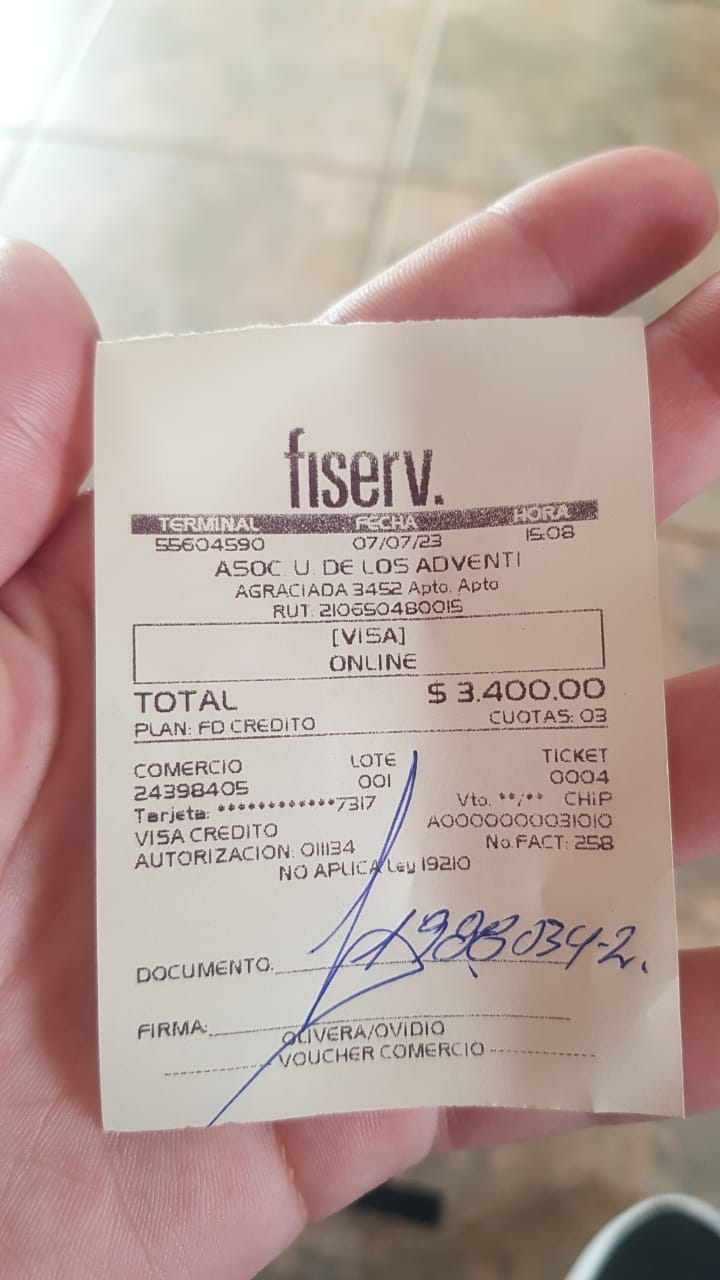 fiserv.
TERMINAL FECHA HORA
55604590 07/07/23 15:08
ASOC. U. DE LOS ADVENTI
AGRACIADA 3452 Apto. Apto
RUT: 210650480015
[VISA]
ONLINE
TOTAL $ 3.400.00
PLAN: FD CREDITO CUOTAS: 03
COMERCIO LOTE TICKET
24398405 001 0004
Tarjeta: ************7317 Vto. **/** CHIP
VISA CREDITO A0000000031010
AUTORIZACION: 011134 No.FACT: 258
NO APLICA Ley 19210
DOCUMENTO:
FIRMA:
OLIVERA/OVIDIO
VOUCHER COMERCIO